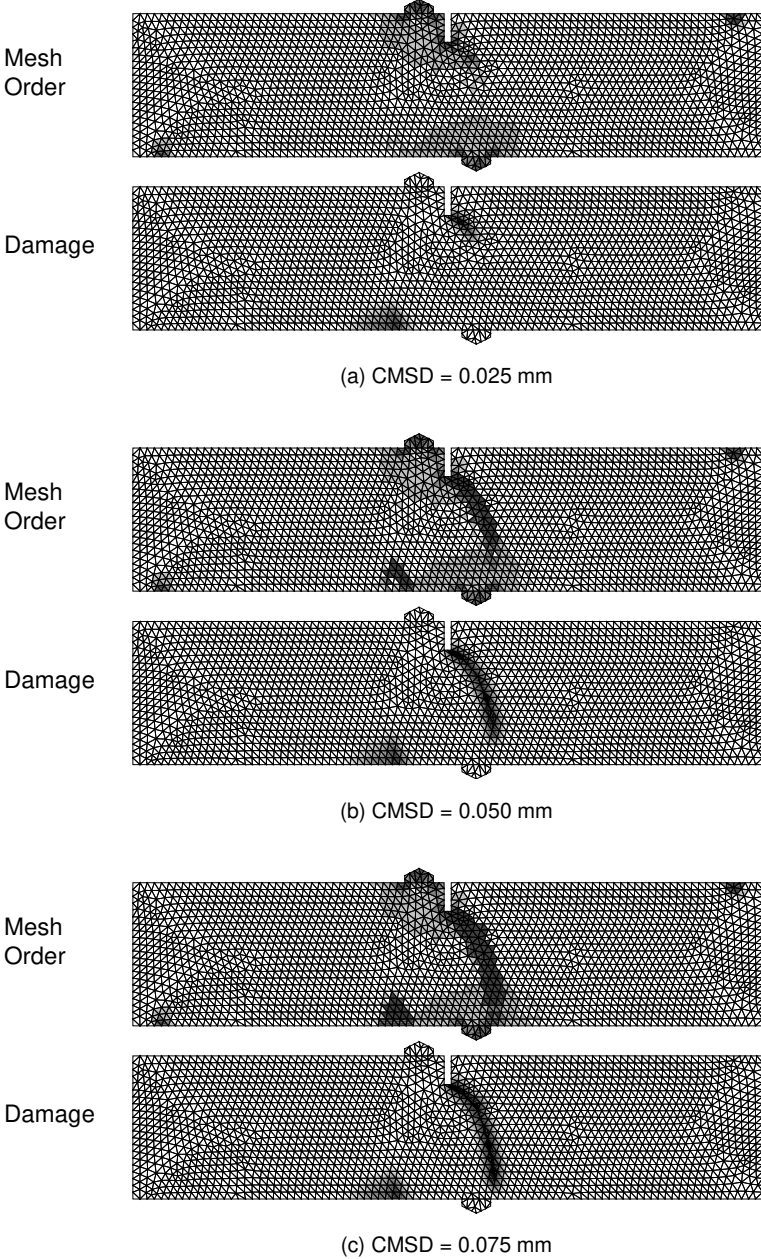 Mesh
Order
Damage
(a) CMSD = 0.025 mm
Mesh
Order
Damage
(b) CMSD = 0.050 mm
Mesh
Order
Damage
(c) CMSD = 0.075 mm